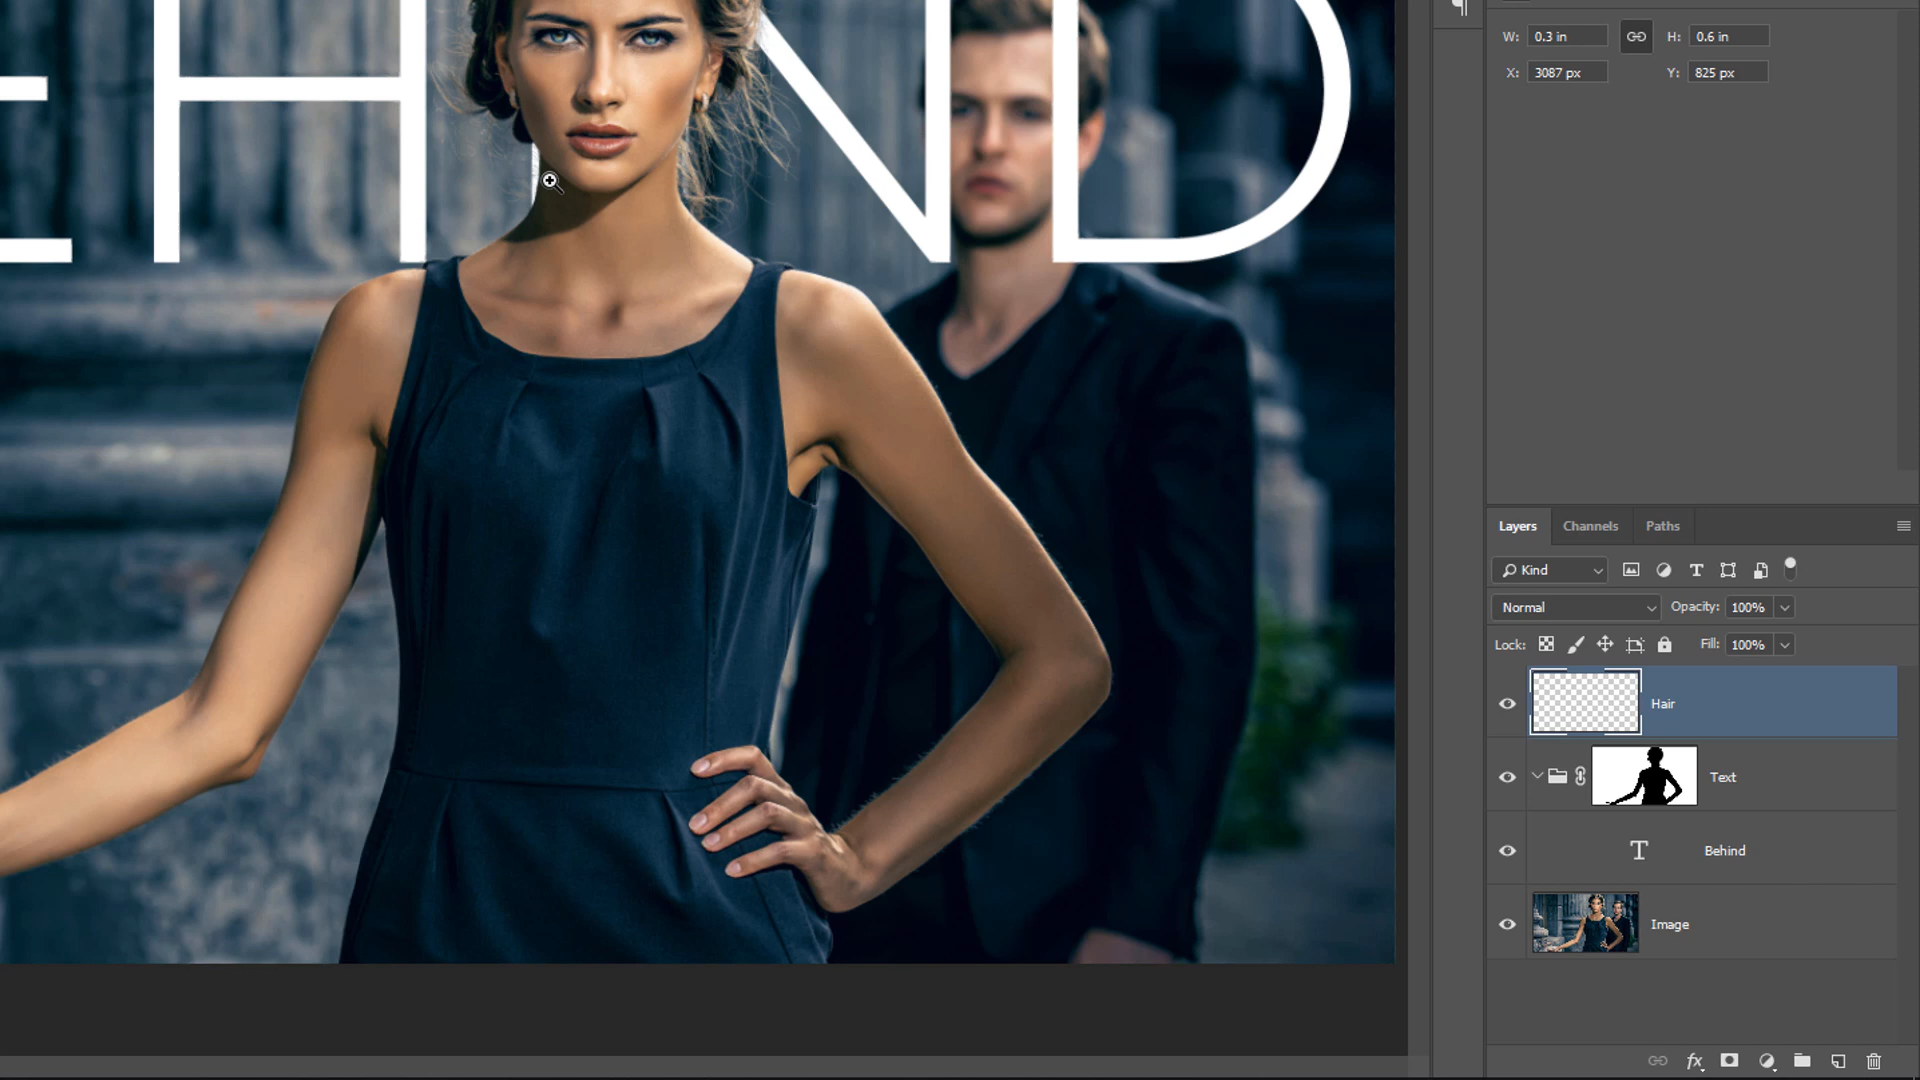 EHIND
W: 0.3 in H: 0.6 in
X: 3087 px Y: 825 px
Layers Channels Paths
Kind
Normal Opacity: 100%
Lock: Fill: 100%
Hair
Text
T Behind
Image
fx